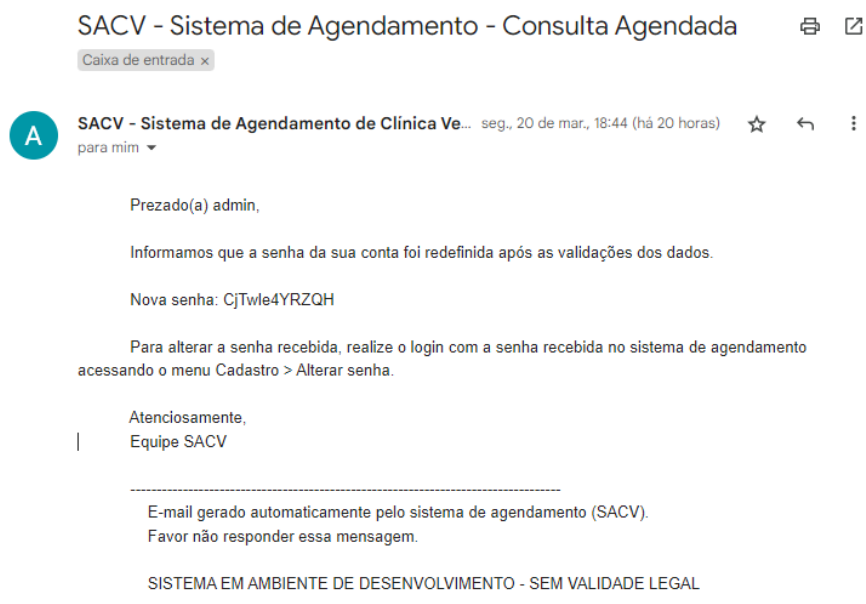 SACV - Sistema de Agendamento - Consulta Agendada
Caixa de entrada ×
A
SACV - Sistema de Agendamento de Clínica Ve... seg., 20 de mar., 18:44 (há 20 horas)
para mim
Prezado(a) admin,
Informamos que a senha da sua conta foi redefinida após as validações dos dados.
Nova senha: CjTwle4YRZQH
Para alterar a senha recebida, realize o login com a senha recebida no sistema de agendamento
acessando o menu Cadastro > Alterar senha.
Atenciosamente,
Equipe SACV
--------------------------------------------------------------------------------
E-mail gerado automaticamente pelo sistema de agendamento (SACV).
Favor não responder essa mensagem.
SISTEMA EM AMBIENTE DE DESENVOLVIMENTO - SEM VALIDADE LEGAL